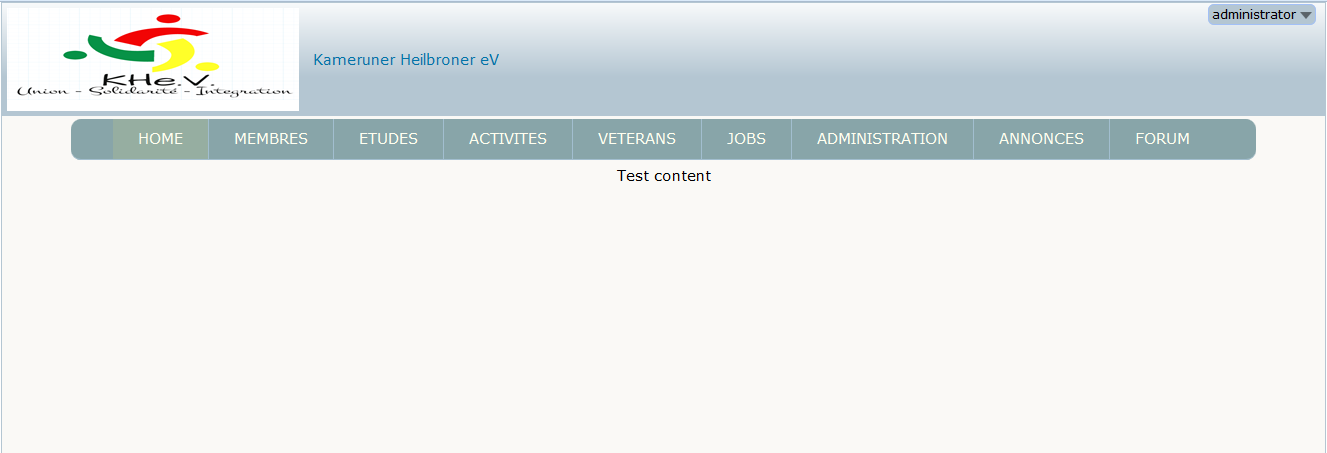 administrator
KHe.V.
Union - Solidarité - Integration
Kameruner Heilbroner eV
HOME MEMBRES ETUDES ACTIVITES VETERANS JOBS ADMINISTRATION ANNONCES FORUM
Test content